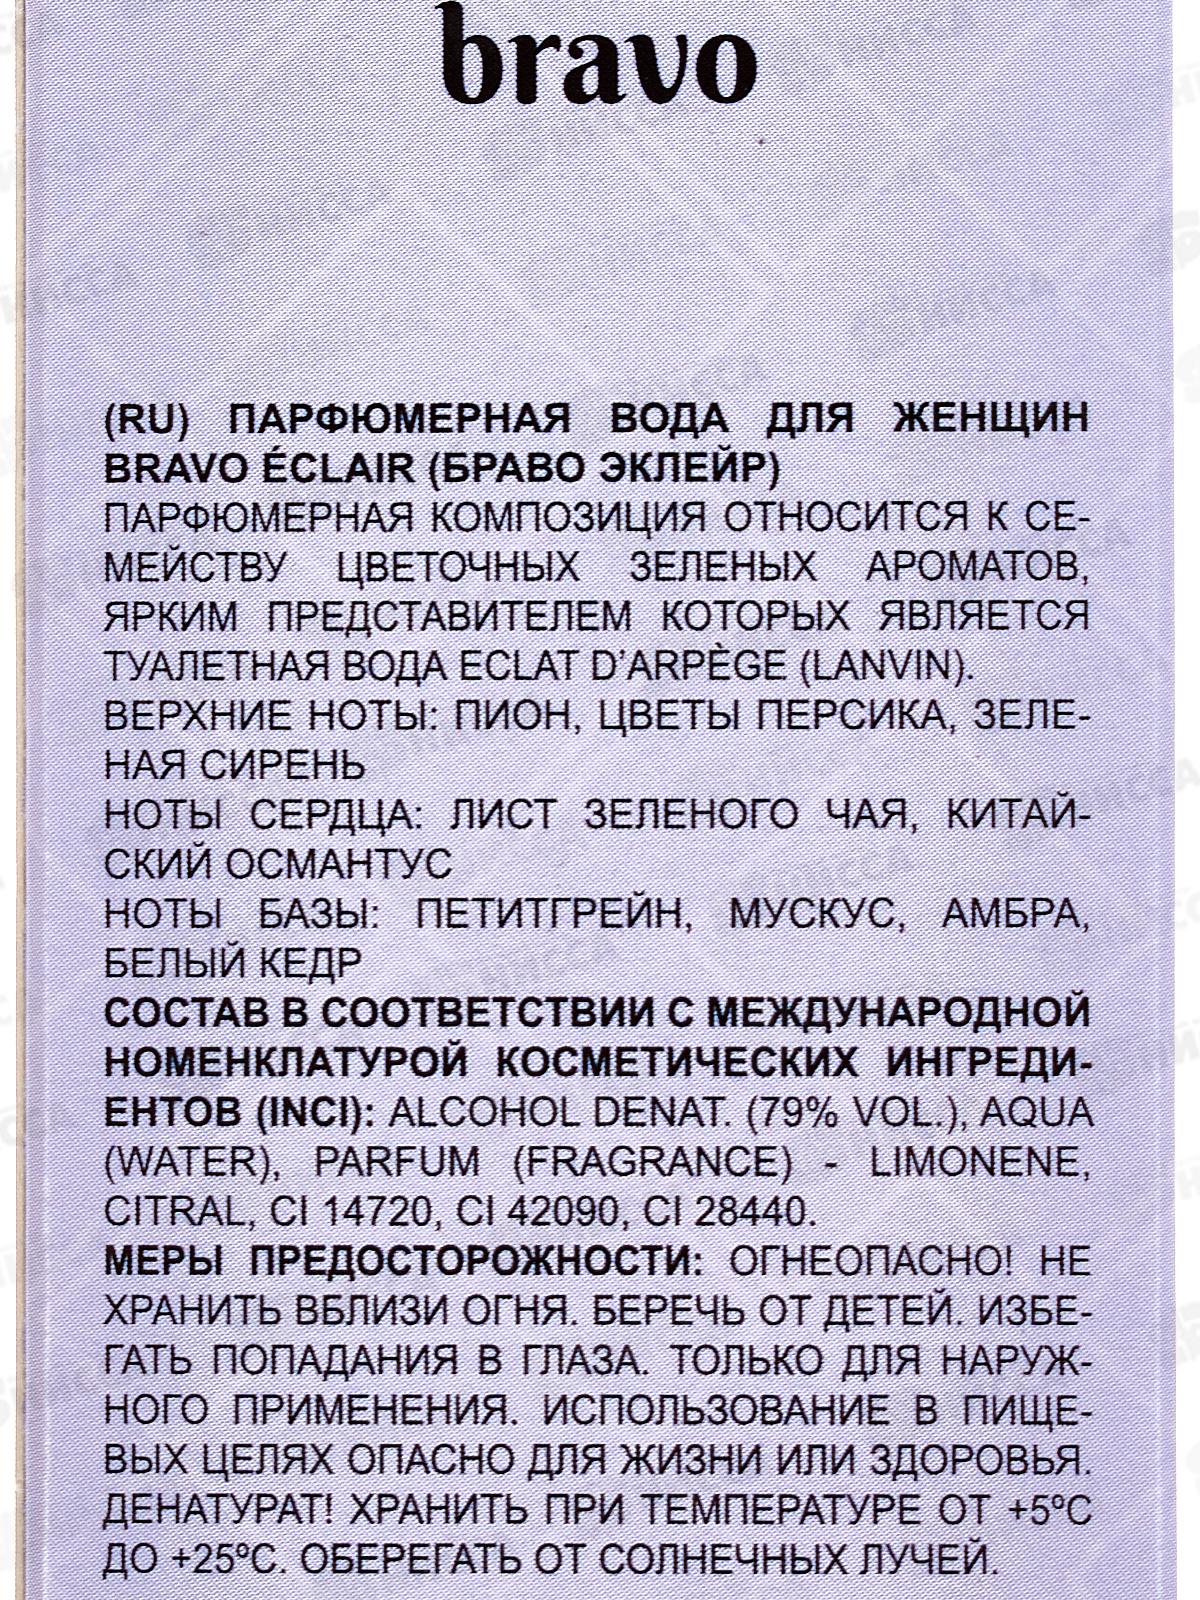 bravo
(RU) ПАРФЮМЕРНАЯ ВОДА ДЛЯ ЖЕНЩИН
BRAVO ÉCLAIR (БРАВО ЭКЛЕЙР)
ПАРФЮМЕРНАЯ КОМПОЗИЦИЯ ОТНОСИТСЯ К СЕ-
МЕЙСТВУ ЦВЕТОЧНЫХ ЗЕЛЕНЫХ АРОМАТОВ,
ЯРКИМ ПРЕДСТАВИТЕЛЕМ КОТОРЫХ ЯВЛЯЕТСЯ
ТУАЛЕТНАЯ ВОДА ECLAT D’ARPÈGE (LANVIN).
ВЕРХНИЕ НОТЫ: ПИОН, ЦВЕТЫ ПЕРСИКА, ЗЕЛЕ-
НАЯ СИРЕНЬ
НОТЫ СЕРДЦА: ЛИСТ ЗЕЛЕНОГО ЧАЯ, КИТАЙ-
СКИЙ ОСМАНТУС
НОТЫ БАЗЫ: ПЕТИТГРЕЙН, МУСКУС, АМБРА,
БЕЛЫЙ КЕДР
СОСТАВ В СООТВЕТСТВИИ С МЕЖДУНАРОДНОЙ
НОМЕНКЛАТУРОЙ КОСМЕТИЧЕСКИХ ИНГРЕДИ-
ЕНТОВ (INCI): ALCOHOL DENAT. (79% VOL.), AQUA
(WATER), PARFUM (FRAGRANCE) - LIMONENE,
CITRAL, CI 14720, CI 42090, CI 28440.
МЕРЫ ПРЕДОСТОРОЖНОСТИ: ОГНЕОПАСНО! НЕ
ХРАНИТЬ ВБЛИЗИ ОГНЯ. БЕРЕЧЬ ОТ ДЕТЕЙ. ИЗБЕ-
ГАТЬ ПОПАДАНИЯ В ГЛАЗА. ТОЛЬКО ДЛЯ НАРУЖ-
НОГО ПРИМЕНЕНИЯ. ИСПОЛЬЗОВАНИЕ В ПИЩЕ-
ВЫХ ЦЕЛЯХ ОПАСНО ДЛЯ ЖИЗНИ ИЛИ ЗДОРОВЬЯ.
ДЕНАТУРАТ! ХРАНИТЬ ПРИ ТЕМПЕРАТУРЕ ОТ +5ºС
ДО +25ºС. ОБЕРЕГАТЬ ОТ СОЛНЕЧНЫХ ЛУЧЕЙ.